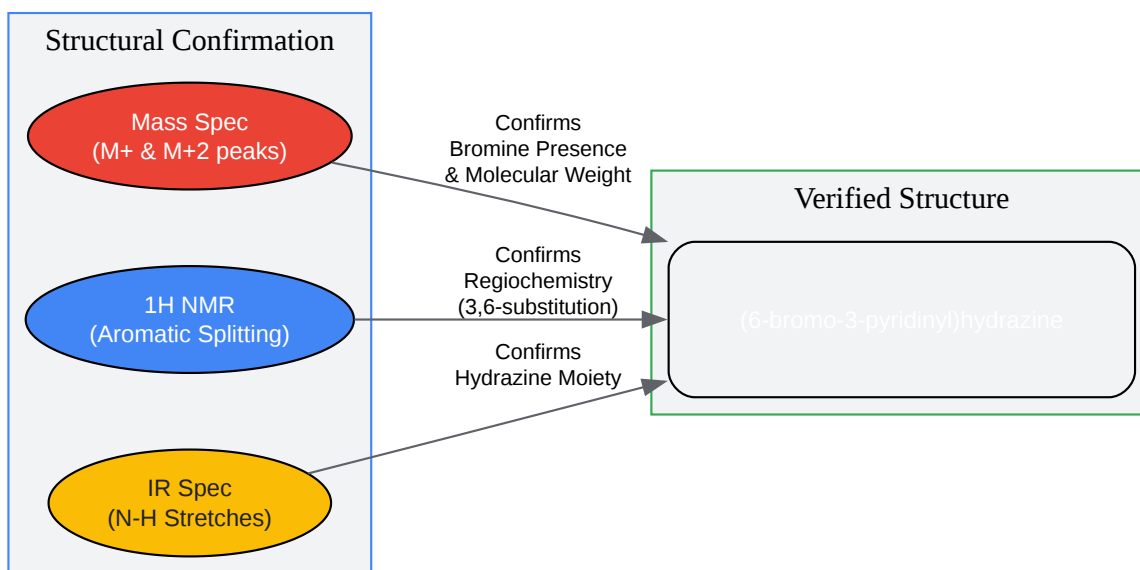 Structural Confirmation
Mass Spec
(M+ & M+2 peaks)
Confirms
Bromine Presence
& Molecular Weight
1H NMR
(Aromatic Splitting)
Confirms
Regiochemistry
(3,6-substitution)
IR Spec
(N-H Stretches)
Confirms
Hydrazine Moiety
Verified Structure
(6-bromo-3-pyridinyl)hydrazine